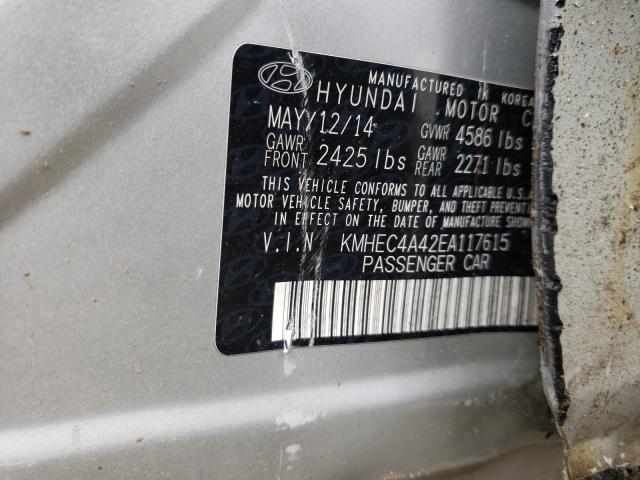 MANUFACTURED IN KOREA
HYUNDAI MOTOR C
MAY/12/14 GVWR 4586 lbs
GAWR FRONT 2425 lbs GAWR REAR 2271 lbs
THIS VEHICLE CONFORMS TO ALL APPLICABLE U.S.
MOTOR VEHICLE SAFETY, BUMPER, AND THEFT PREVENTI
IN EFFECT ON THE DATE OF MANUFACTURE SHOWN
V.I.N KMHEC4A42EA117615
PASSENGER CAR